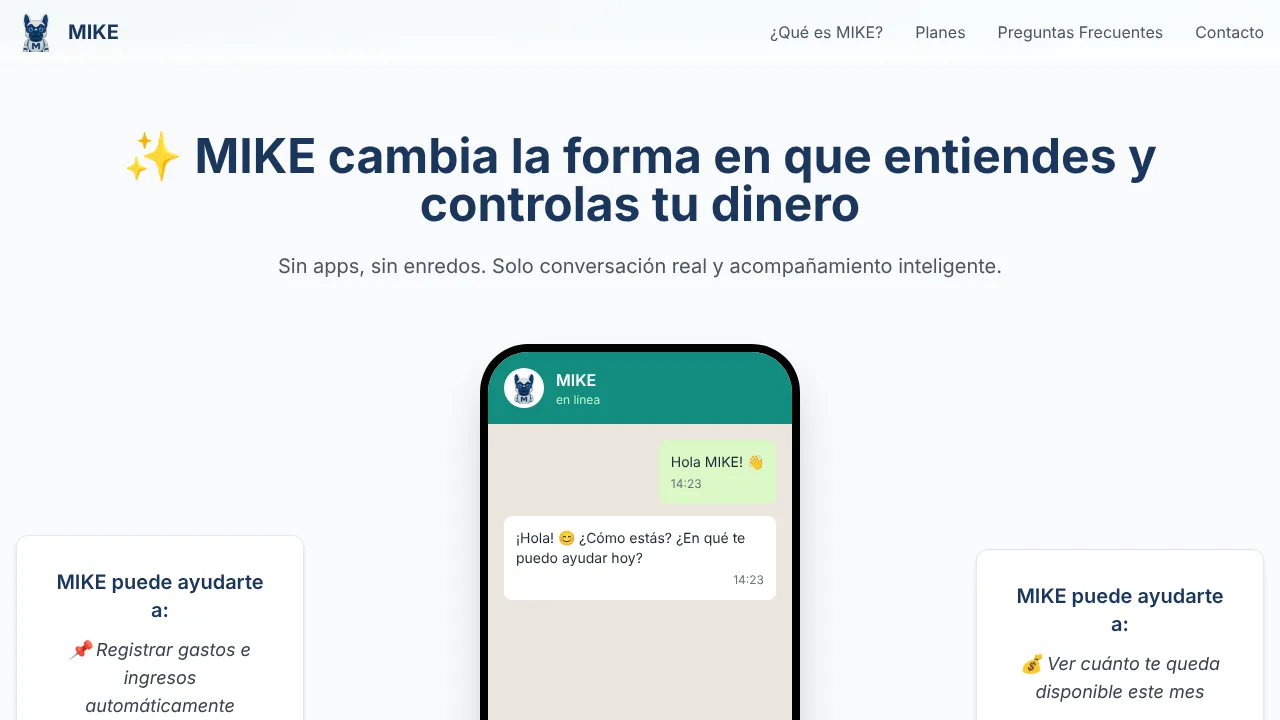 MIKE
¿Qué es MIKE?
Planes
Preguntas Frecuentes
Contacto
✨ MIKE cambia la forma en que entiendes y
controlas tu dinero
Sin apps, sin enredos. Solo conversación real y acompañamiento inteligente.
MIKE
en línea
Hola MIKE! 👋
14:23
¡Hola! 😊 ¿Cómo estás? ¿En qué te
puedo ayudar hoy?
14:23
MIKE puede ayudarte
a:
📌 Registrar gastos e
ingresos
automáticamente
MIKE puede ayudarte
a:
💰 Ver cuánto te queda
disponible este mes